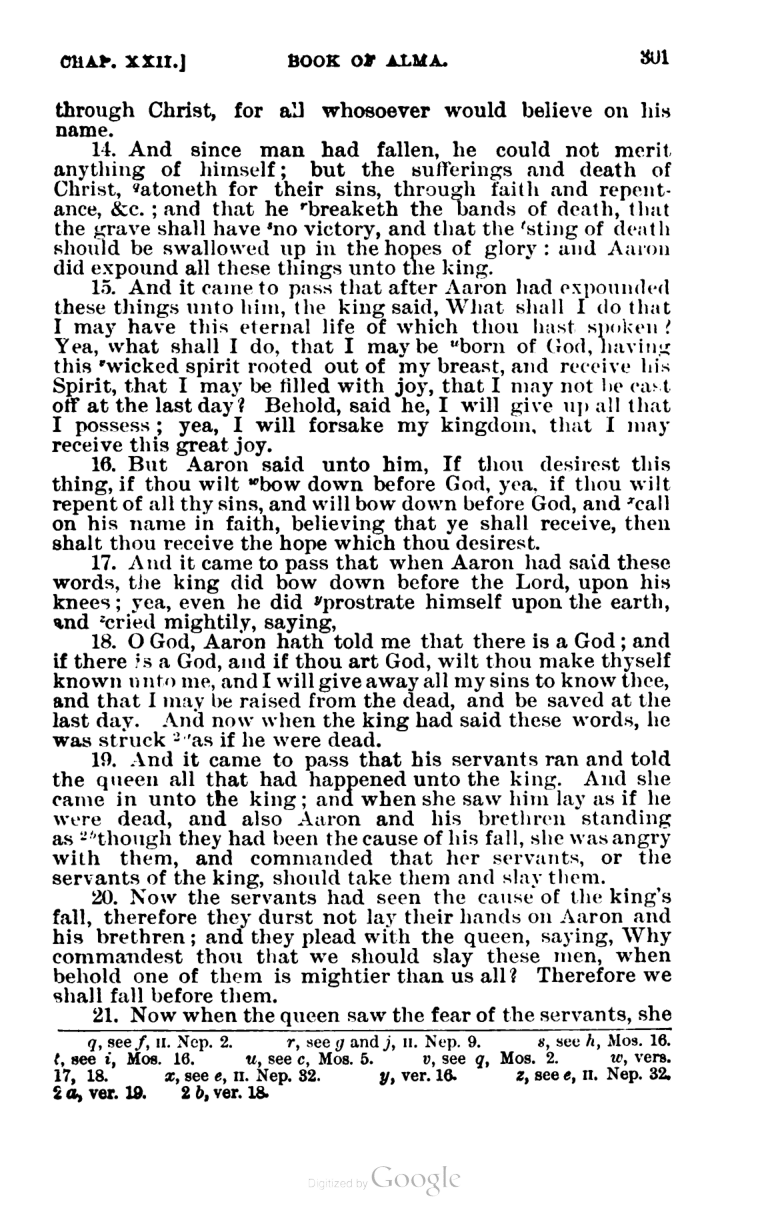 CHAP. XXII.] BOOK OF ALMA. 301
through Christ, for all whosoever would believe on his
name.
14. And since man had fallen, he could not merit
anything of himself; but the sufferings and death of
Christ, ᑫatoneth for their sins, through faith and repent-
ance, &c.; and that he ʳbreaketh the bands of death, that
the grave shall have ˢno victory, and that the ᵗsting of death
should be swallowed up in the hopes of glory: and Aaron
did expound all these things unto the king.
15. And it came to pass that after Aaron had expounded
these things unto him, the king said, What shall I do that
I may have this eternal life of which thou hast spoken?
Yea, what shall I do, that I may be ᵘborn of God, having
this ᵛwicked spirit rooted out of my breast, and receive his
Spirit, that I may be filled with joy, that I may not be cast
off at the last day? Behold, said he, I will give up all that
I possess; yea, I will forsake my kingdom, that I may
receive this great joy.
16. But Aaron said unto him, If thou desirest this
thing, if thou wilt ʷbow down before God, yea, if thou wilt
repent of all thy sins, and will bow down before God, and ˣcall
on his name in faith, believing that ye shall receive, then
shalt thou receive the hope which thou desirest.
17. And it came to pass that when Aaron had said these
words, the king did bow down before the Lord, upon his
knees; yea, even he did ʸprostrate himself upon the earth,
and ᶻcried mightily, saying,
18. O God, Aaron hath told me that there is a God; and
if there is a God, and if thou art God, wilt thou make thyself
known unto me, and I will give away all my sins to know thee,
and that I may be raised from the dead, and be saved at the
last day. And now when the king had said these words, he
was struck ²ᵃas if he were dead.
19. And it came to pass that his servants ran and told
the queen all that had happened unto the king. And she
came in unto the king; and when she saw him lay as if he
were dead, and also Aaron and his brethren standing
as ²ᵇthough they had been the cause of his fall, she was angry
with them, and commanded that her servants, or the
servants of the king, should take them and slay them.
20. Now the servants had seen the cause of the king's
fall, therefore they durst not lay their hands on Aaron and
his brethren; and they plead with the queen, saying, Why
commandest thou that we should slay these men, when
behold one of them is mightier than us all? Therefore we
shall fall before them.
21. Now when the queen saw the fear of the servants, she
q, see f, II. Nep. 2. r, see g and j, II. Nep. 9. s, see h, Mos. 16.
t, see i, Mos. 16. u, see c, Mos. 5. v, see q, Mos. 2. w, vers.
17, 18. x, see e, II. Nep. 32. y, ver. 16. z, see e, II. Nep. 32.
2 a, ver. 19. 2 b, ver. 18.
Digitized by Google